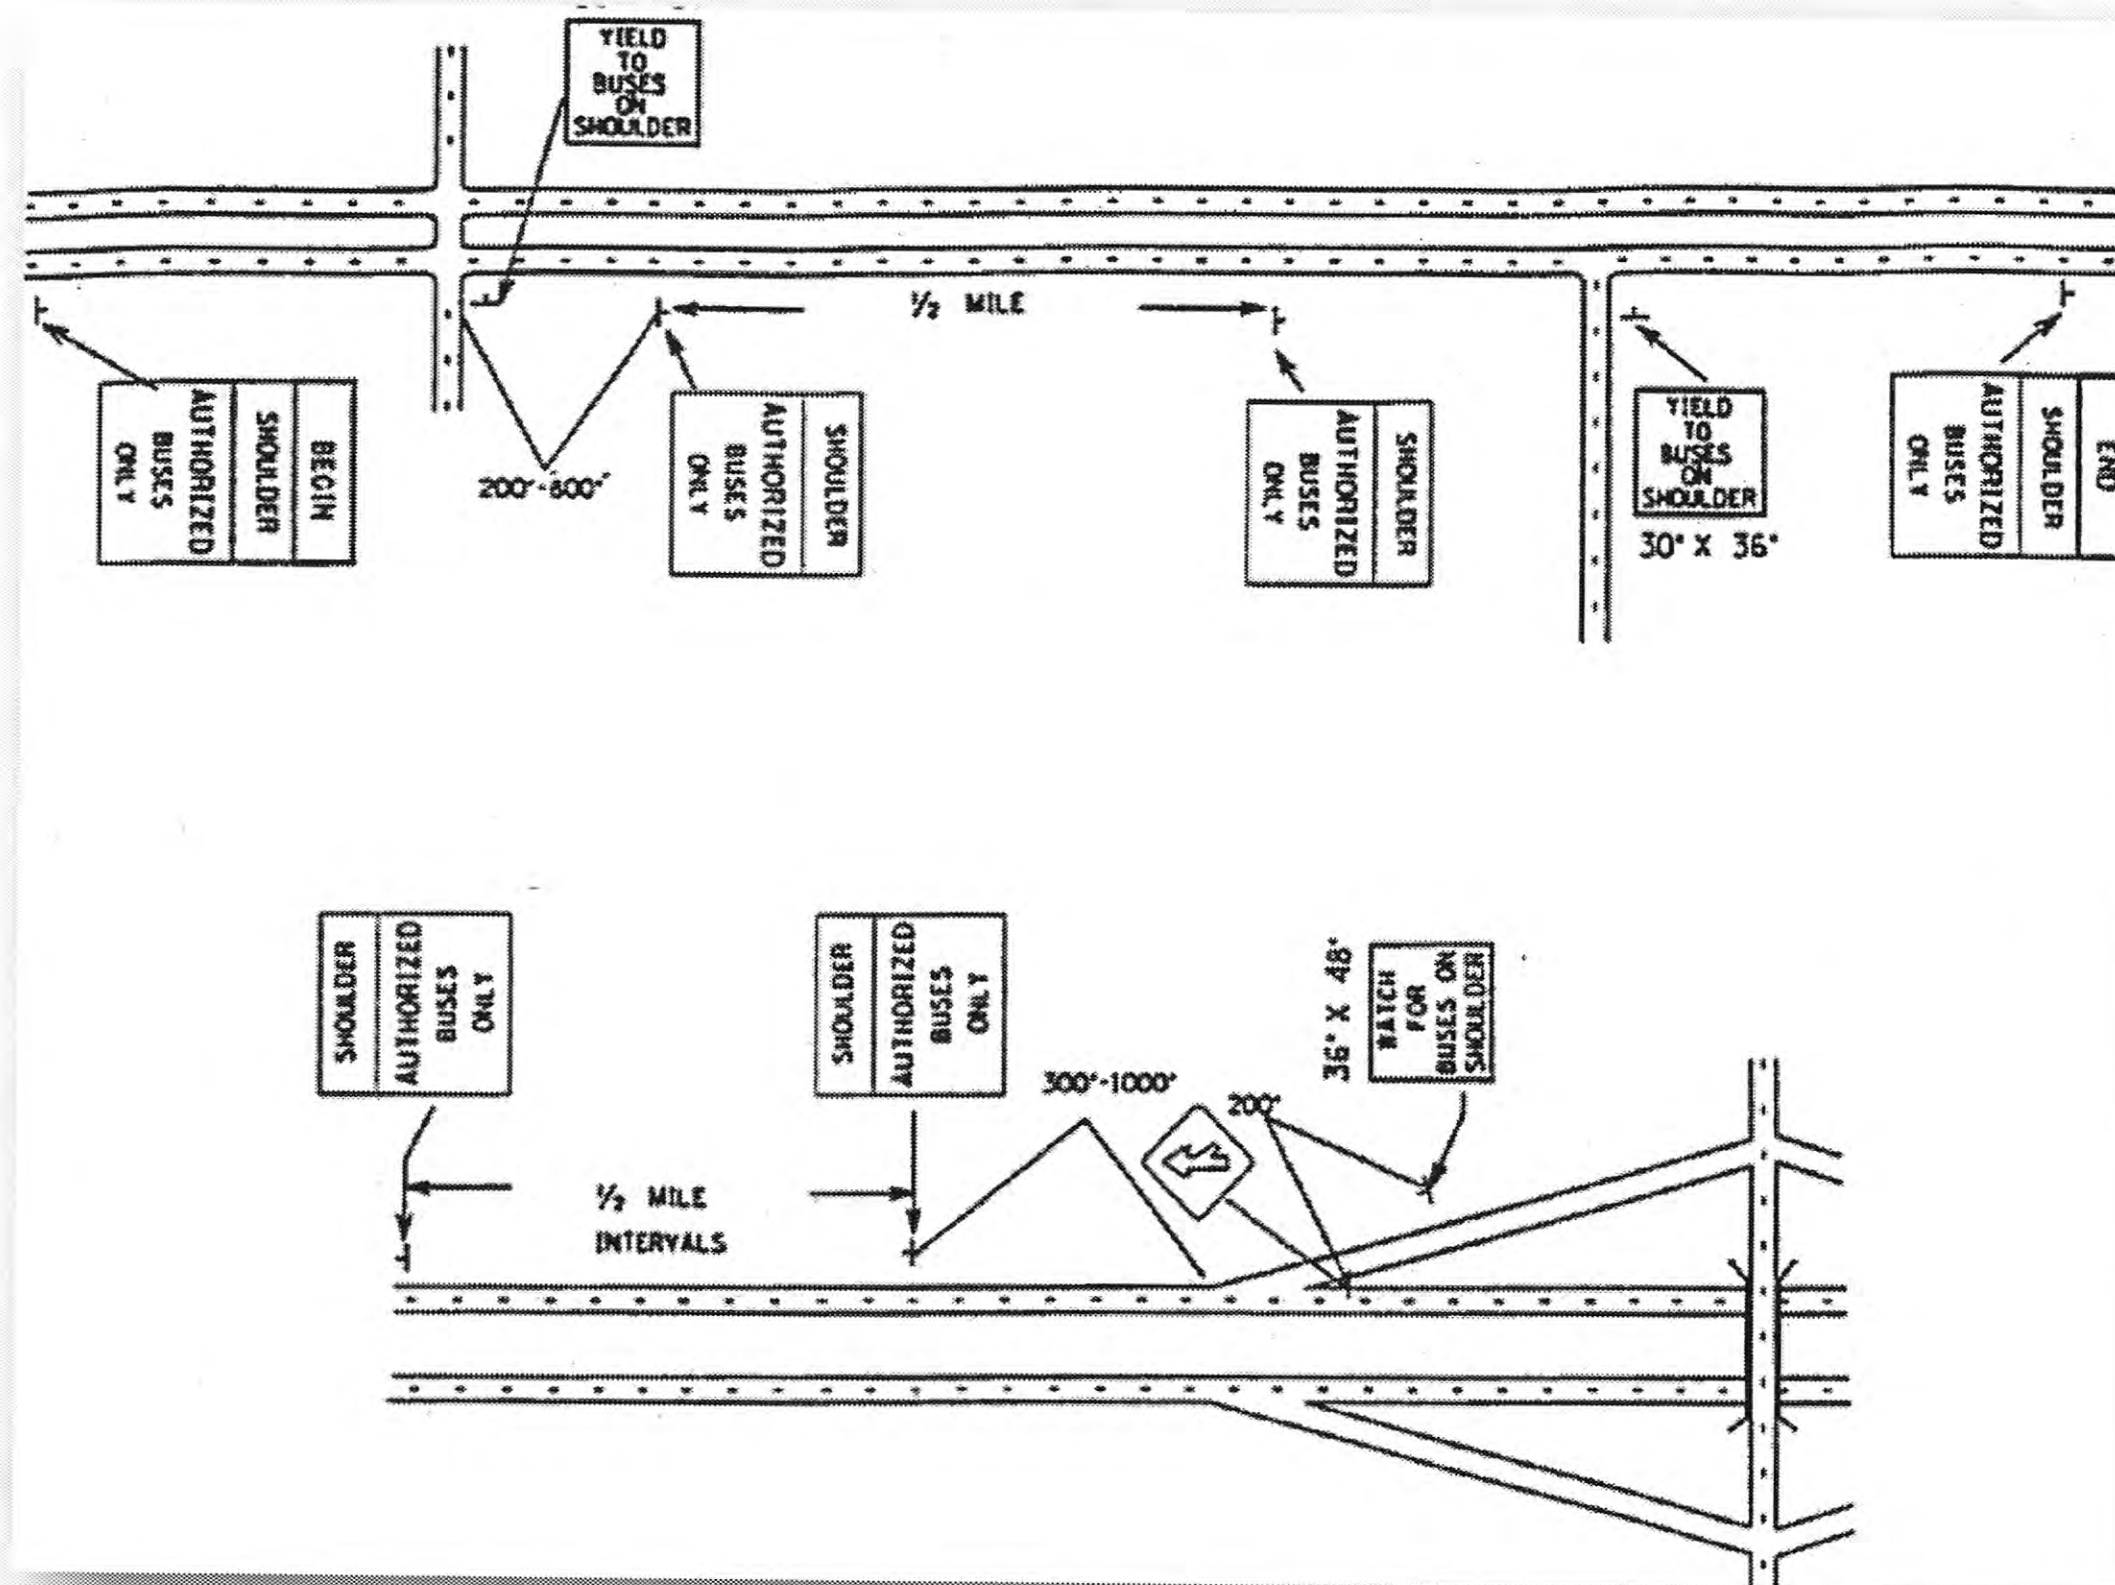 YIELD
TO
BUSES
ON
SHOULDER
1/2 MILE
BEGIN
SHOULDER
AUTHORIZED
BUSES
ONLY
200'-600'
SHOULDER
AUTHORIZED
BUSES
ONLY
SHOULDER
AUTHORIZED
BUSES
ONLY
YIELD
TO
BUSES
ON
SHOULDER
30" X 36"
END
SHOULDER
AUTHORIZED
BUSES
ONLY
SHOULDER
AUTHORIZED
BUSES
ONLY
SHOULDER
AUTHORIZED
BUSES
ONLY
36" X 48"
WATCH
FOR
BUSES ON
SHOULDER
300'-1000'
200'
1/2 MILE
INTERVALS